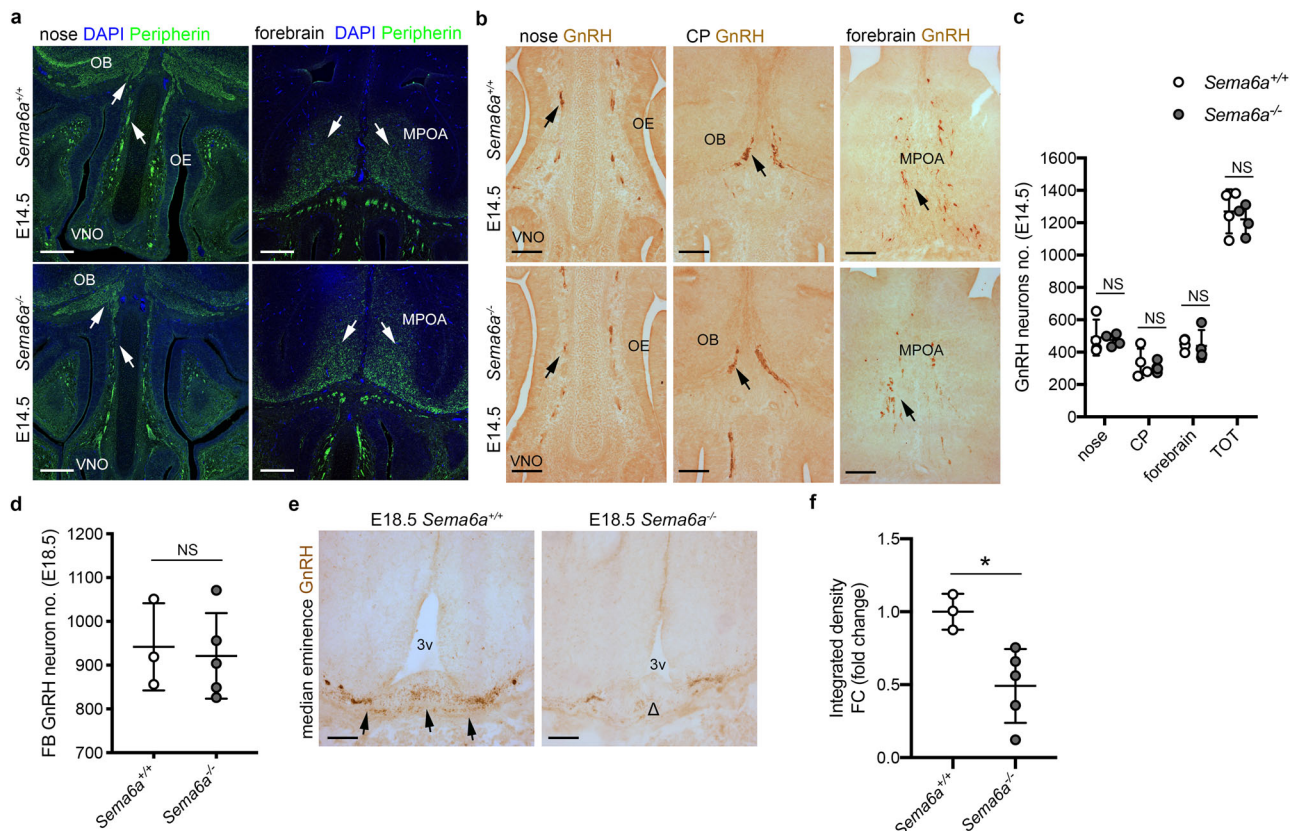 a
nose DAPI Peripherin
forebrain DAPI Peripherin
E14.5 Sema6a+/+
OB
OE
VNO
MPOA
E14.5 Sema6a-/-
OB
VNO
MPOA
b
nose GnRH
CP GnRH
forebrain GnRH
E14.5 Sema6a+/+
OE
VNO
OB
MPOA
E14.5 Sema6a-/-
OE
VNO
OB
MPOA
c
Sema6a+/+
Sema6a-/-
GnRH neurons no. (E14.5)
1600
1400
1200
1000
800
600
400
200
0
NS
NS
NS
NS
nose
CP
forebrain
TOT
d
FB GnRH neuron no. (E18.5)
1200
1100
1000
900
800
700
NS
Sema6a+/+
Sema6a-/-
e
E18.5 Sema6a+/+
E18.5 Sema6a-/-
median eminence GnRH
3v
3v
Δ
f
Integrated density
FC (fold change)
1.5
1.0
0.5
0.0
*
Sema6a+/+
Sema6a-/-